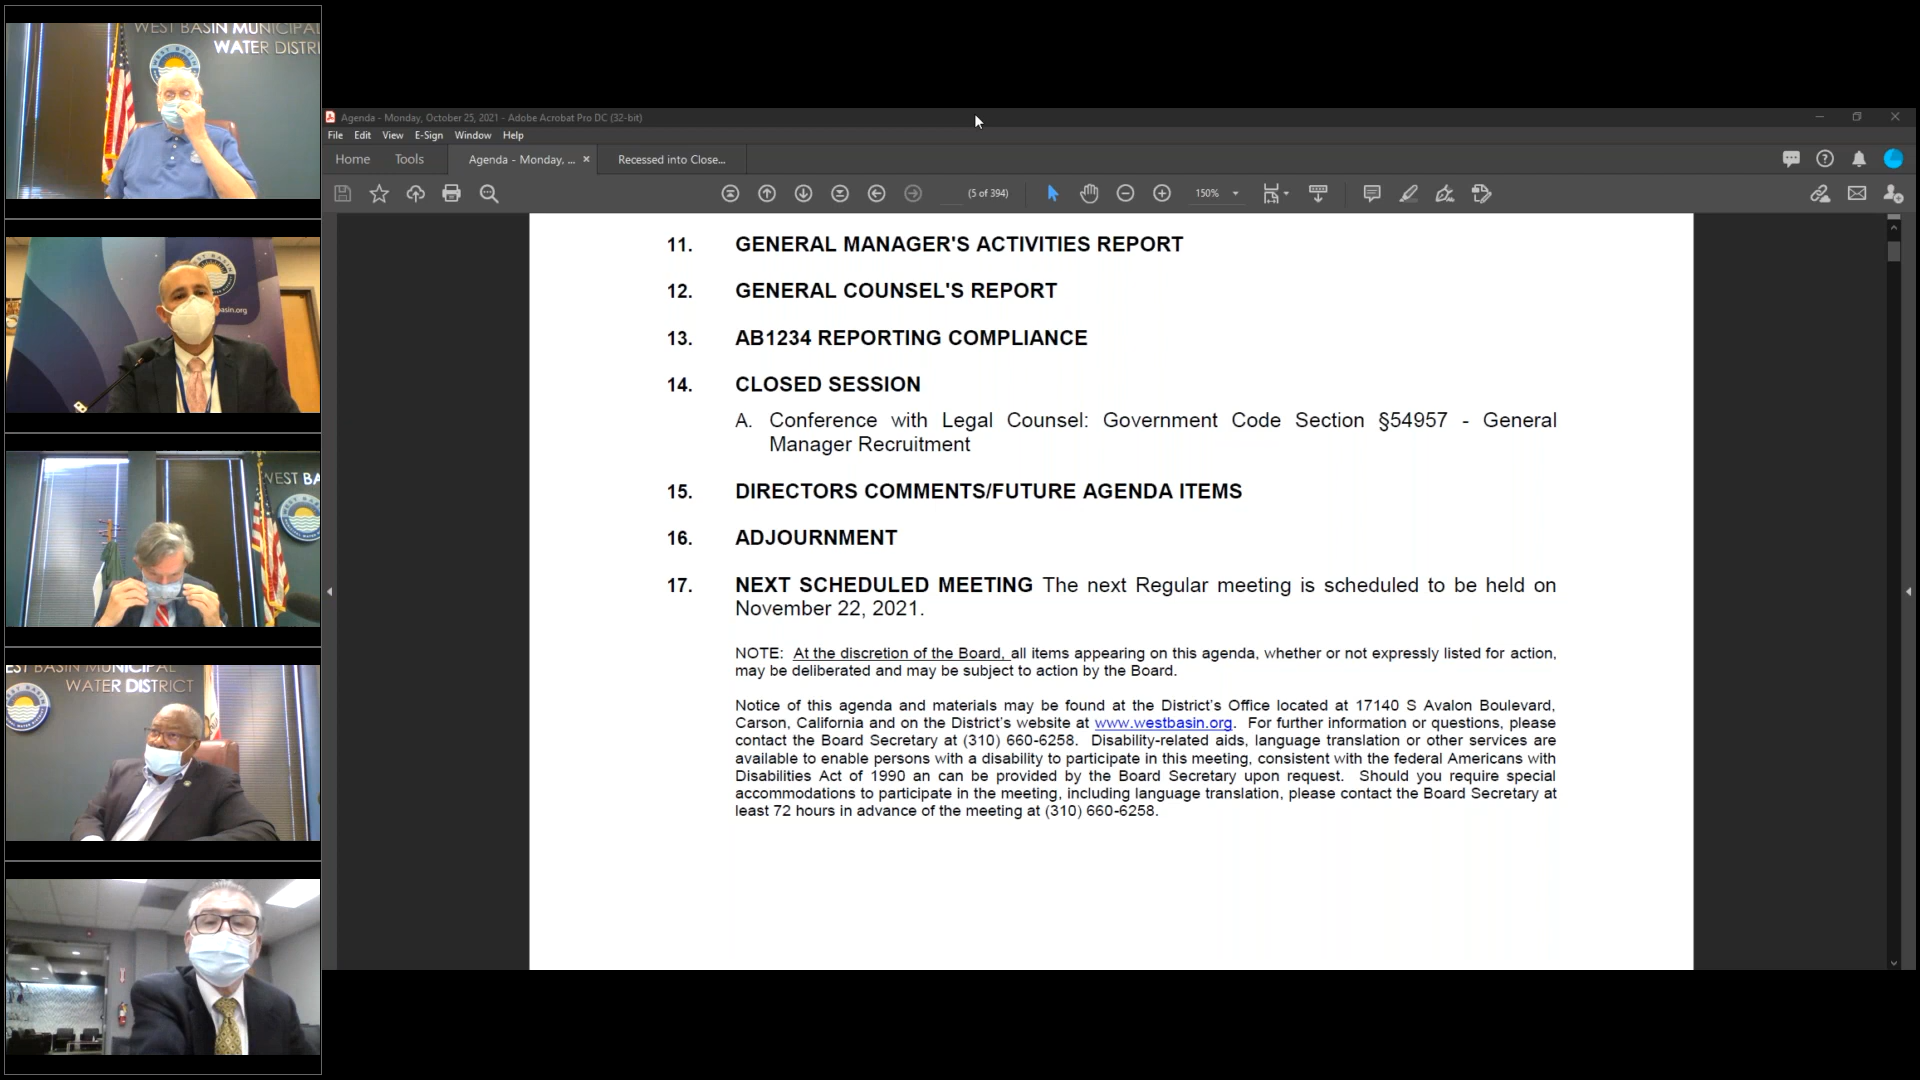 WEST BASIN MUNICIPAL
WATER DISTRI
WEST BASIN
asin.org
WEST BA
EST BASIN MUNICIPAL
WATER DISTRICT
Agenda - Monday, October 25, 2021 - Adobe Acrobat Pro DC (32-bit)
File Edit View E-Sign Window Help
Home Tools Agenda - Monday, ... × Recessed into Close...
(5 of 394) 150%
11. GENERAL MANAGER'S ACTIVITIES REPORT
12. GENERAL COUNSEL'S REPORT
13. AB1234 REPORTING COMPLIANCE
14. CLOSED SESSION
A. Conference with Legal Counsel: Government Code Section §54957 - General
Manager Recruitment
15. DIRECTORS COMMENTS/FUTURE AGENDA ITEMS
16. ADJOURNMENT
17. NEXT SCHEDULED MEETING The next Regular meeting is scheduled to be held on
November 22, 2021.
NOTE: At the discretion of the Board, all items appearing on this agenda, whether or not expressly listed for action,
may be deliberated and may be subject to action by the Board.
Notice of this agenda and materials may be found at the District's Office located at 17140 S Avalon Boulevard,
Carson, California and on the District's website at www.westbasin.org. For further information or questions, please
contact the Board Secretary at (310) 660-6258. Disability-related aids, language translation or other services are
available to enable persons with a disability to participate in this meeting, consistent with the federal Americans with
Disabilities Act of 1990 an can be provided by the Board Secretary upon request. Should you require special
accommodations to participate in the meeting, including language translation, please contact the Board Secretary at
least 72 hours in advance of the meeting at (310) 660-6258.